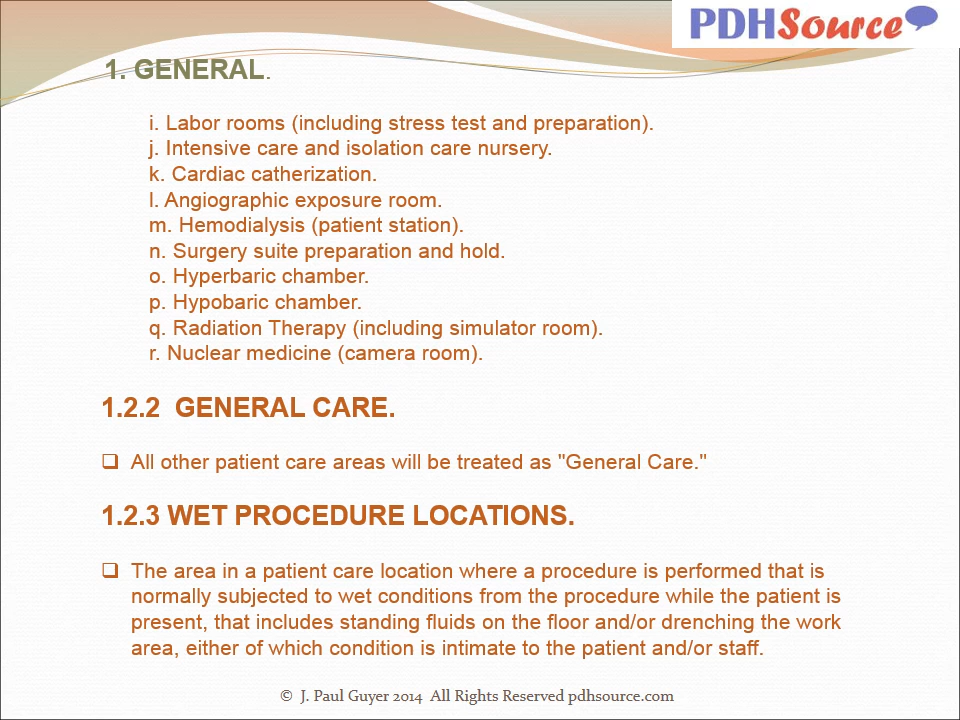 PDHSource
1. GENERAL.
i. Labor rooms (including stress test and preparation).
j. Intensive care and isolation care nursery.
k. Cardiac catherization.
l. Angiographic exposure room.
m. Hemodialysis (patient station).
n. Surgery suite preparation and hold.
o. Hyperbaric chamber.
p. Hypobaric chamber.
q. Radiation Therapy (including simulator room).
r. Nuclear medicine (camera room).
1.2.2  GENERAL CARE.
❑ All other patient care areas will be treated as "General Care."
1.2.3 WET PROCEDURE LOCATIONS.
❑ The area in a patient care location where a procedure is performed that is
normally subjected to wet conditions from the procedure while the patient is
present, that includes standing fluids on the floor and/or drenching the work
area, either of which condition is intimate to the patient and/or staff.
© J. Paul Guyer 2014  All Rights Reserved pdhsource.com